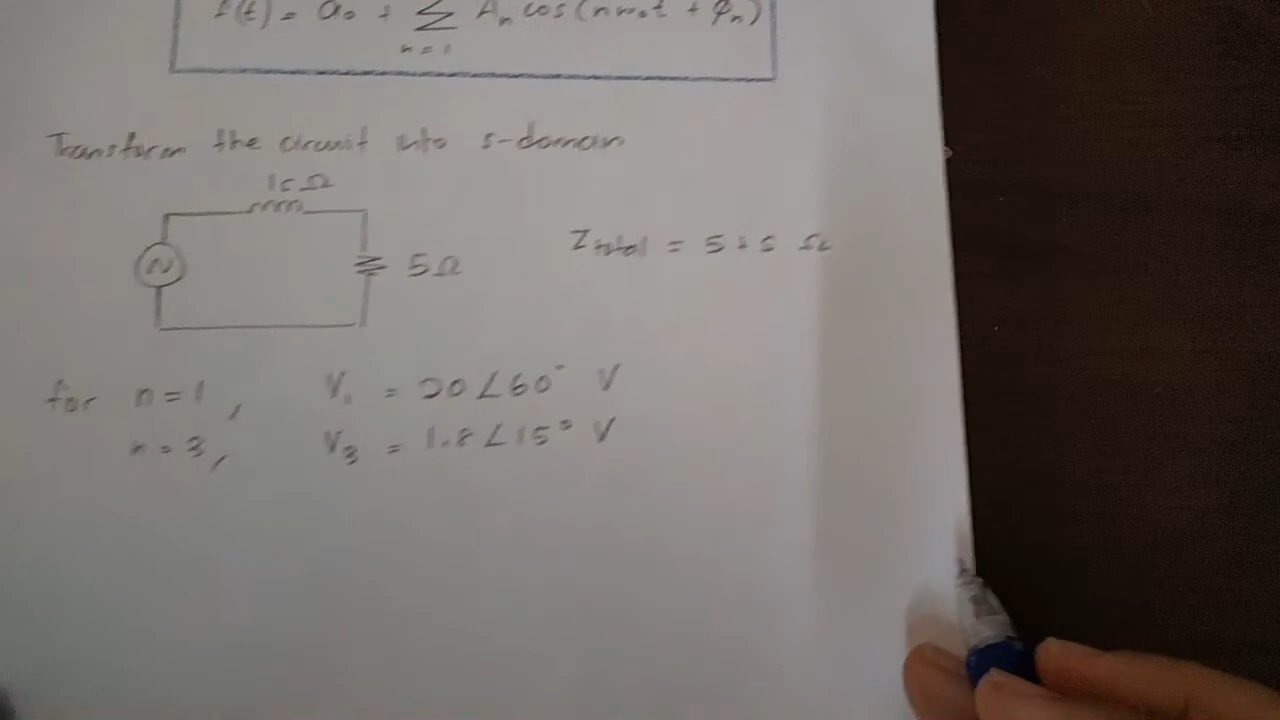 f(t) = a₀ + Σ Aₙ cos(nω₀t + φₙ)
n=1
Transform the circuit into s-domain
1s Ω
5Ω
Z total = 5+s Ω
for n=1, V₁ = 20∠60° V
n=3, V₃ = 1.8∠15° V